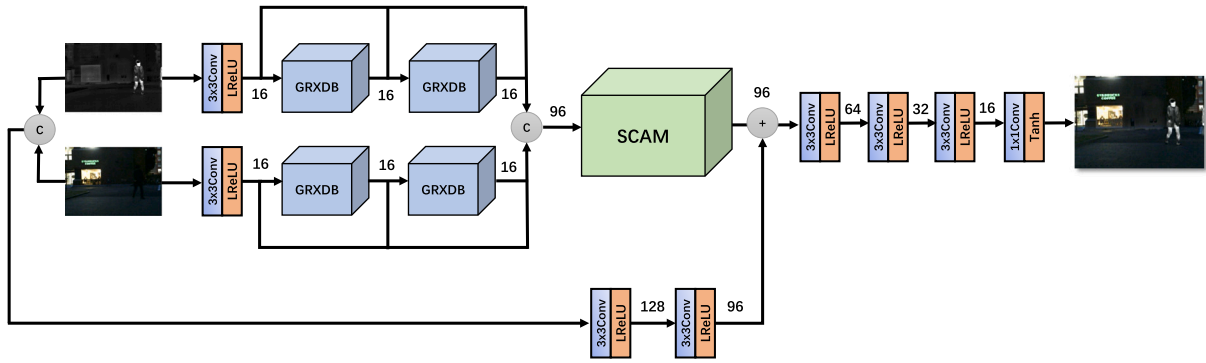 3x3Conv
LReLU
16
GRXDB
16
GRXDB
16
C
C
96
SCAM
96
+
3x3Conv
LReLU
64
3x3Conv
LReLU
32
3x3Conv
LReLU
16
1x1Conv
Tanh
3x3Conv
LReLU
16
GRXDB
16
GRXDB
16
3x3Conv
LReLU
128
3x3Conv
LReLU
96